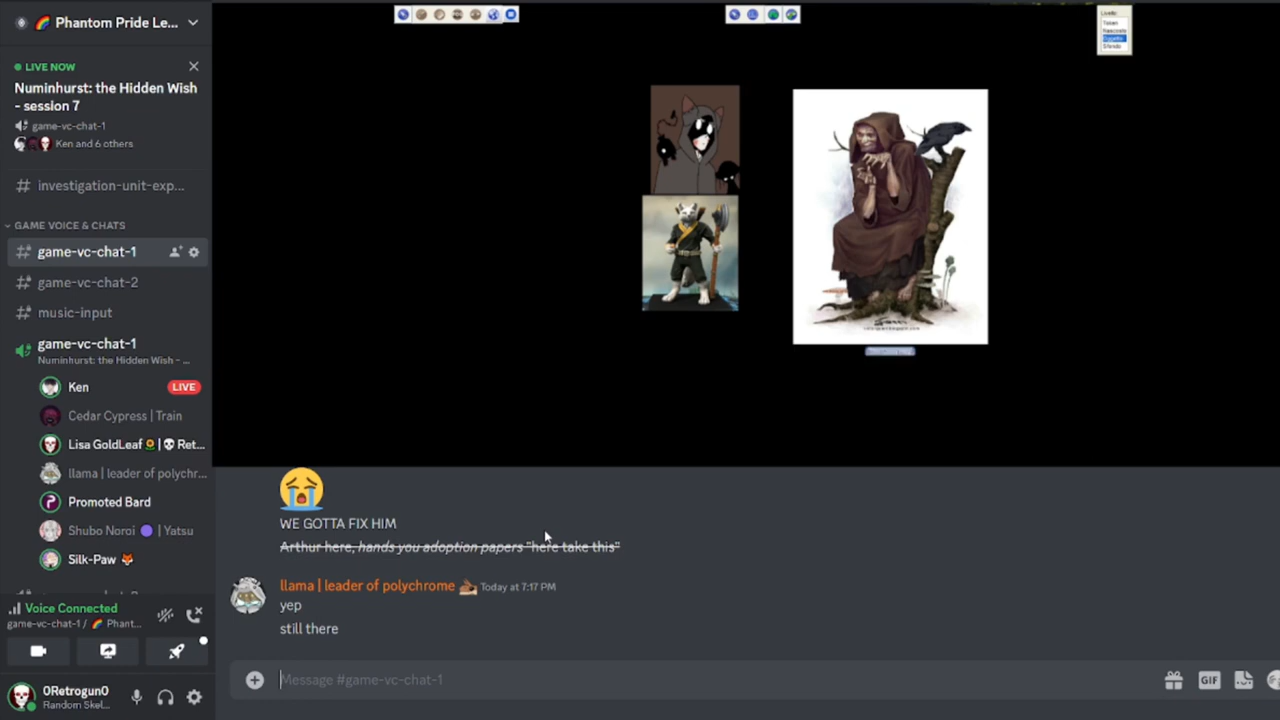 🌈 Phantom Pride Le...
LIVE NOW
Numinhurst: the Hidden Wish
- session 7
game-vc-chat-1
Ken and 6 others
investigation-unit-exp...
GAME VOICE & CHATS
game-vc-chat-1
game-vc-chat-2
music-input
game-vc-chat-1
Numinhurst: the Hidden Wish - ...
Ken LIVE
Cedar Cypress | Train
Lisa GoldLeaf🌻 | 💀 Ret...
llama | leader of polychr...
Promoted Bard
Shubo Noroi 🟣 | Yatsu
Silk-Paw 🦊
Voice Connected
game-vc-chat-1 / 🌈 Phant...
0Retrogun0
Random Skel...
😭
WE GOTTA FIX HIM
Arthur here, hands you adoption papers "here take this"
llama | leader of polychrome Today at 7:17 PM
yep
still there
Message #game-vc-chat-1
GIF